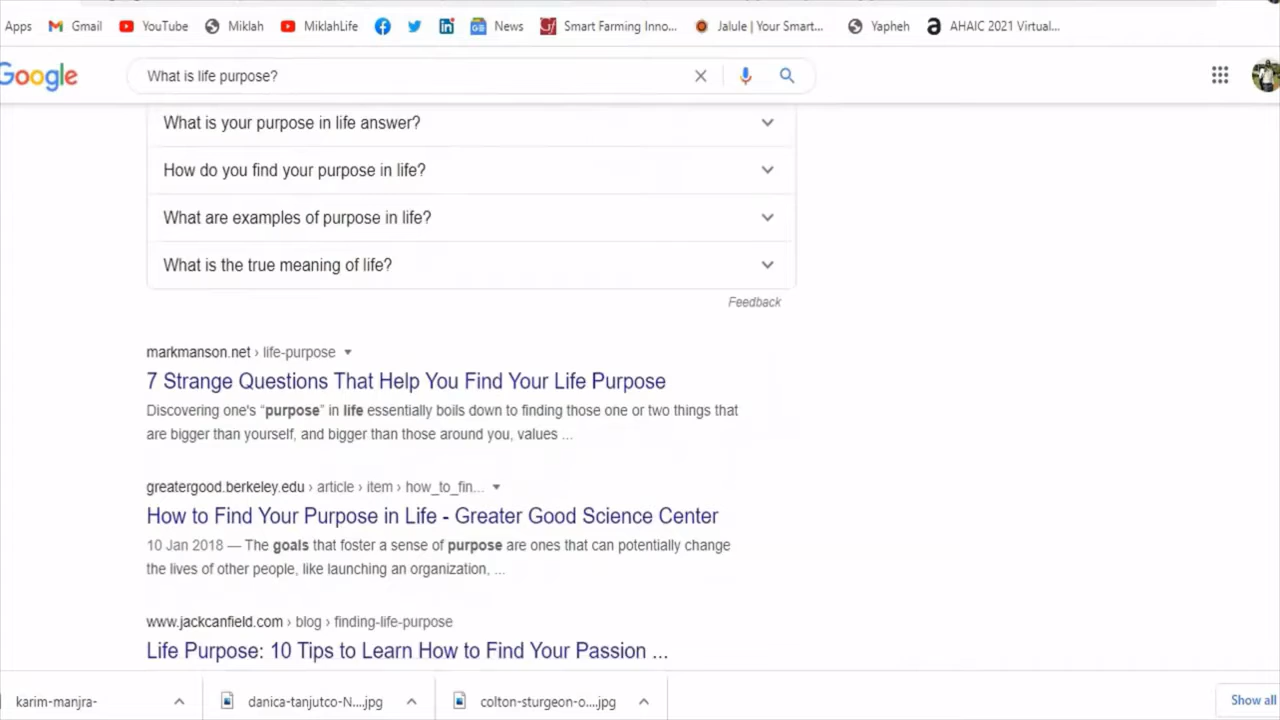 Apps Gmail YouTube Miklah MiklahLife News Smart Farming Inno... Jalule | Your Smart... Yapheh AHAIC 2021 Virtual...
Google What is life purpose?
What is your purpose in life answer?
How do you find your purpose in life?
What are examples of purpose in life?
What is the true meaning of life?
Feedback
markmanson.net › life-purpose
7 Strange Questions That Help You Find Your Life Purpose
Discovering one's “purpose” in life essentially boils down to finding those one or two things that
are bigger than yourself, and bigger than those around you, values ...
greatergood.berkeley.edu › article › item › how_to_fin...
How to Find Your Purpose in Life - Greater Good Science Center
10 Jan 2018 — The goals that foster a sense of purpose are ones that can potentially change
the lives of other people, like launching an organization, ...
www.jackcanfield.com › blog › finding-life-purpose
Life Purpose: 10 Tips to Learn How to Find Your Passion ...
karim-manjra- danica-tanjutco-N....jpg colton-sturgeon-o....jpg Show all